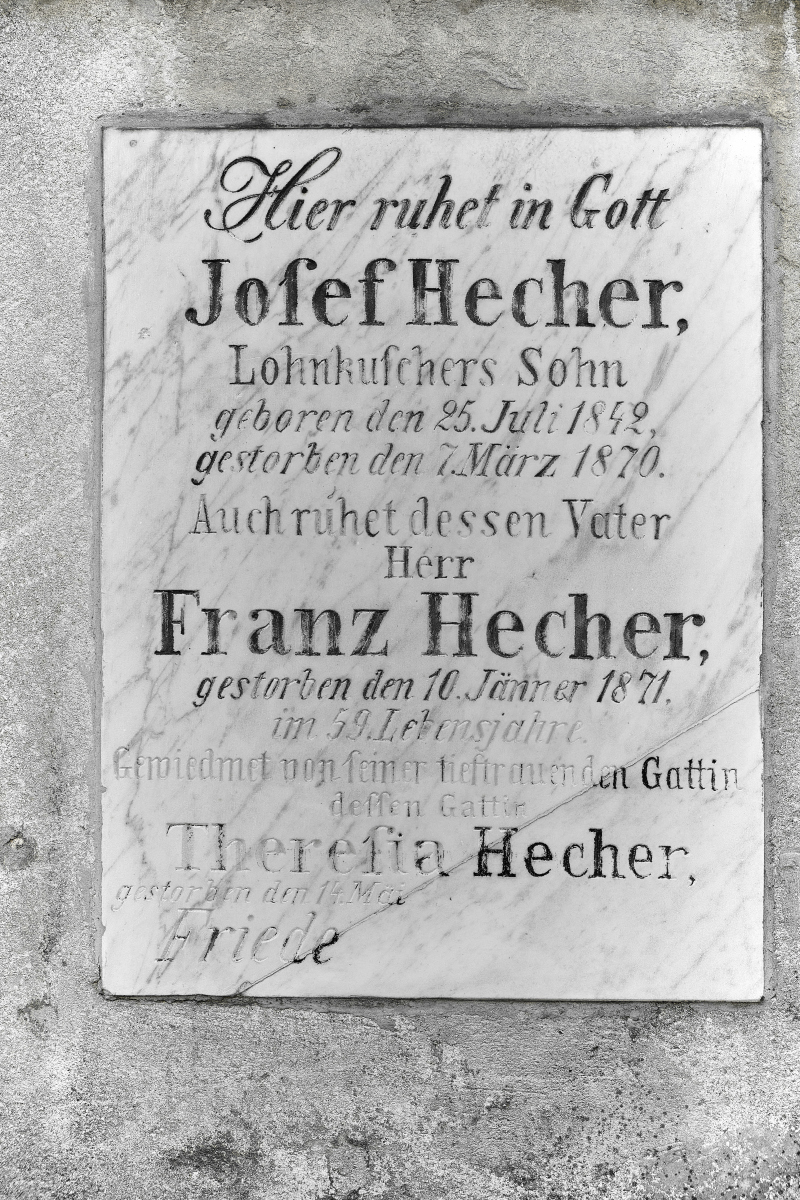 Hier ruhet in Gott
Joſef Hecher,
Lohnkuſchers Sohn
geboren den 25. Juli 1842,
gestorben den 7. März 1870.
Auch ruhet dessen Vater
Herr
Franz Hecher,
gestorben den 10. Jänner 1871.
im 59. Lebensjahre.
Gewiedmet von ſeiner tieftrauenden Gattin
deſſen Gattin
Thereſia Hecher,
gestorben den 14. Mai
Friede